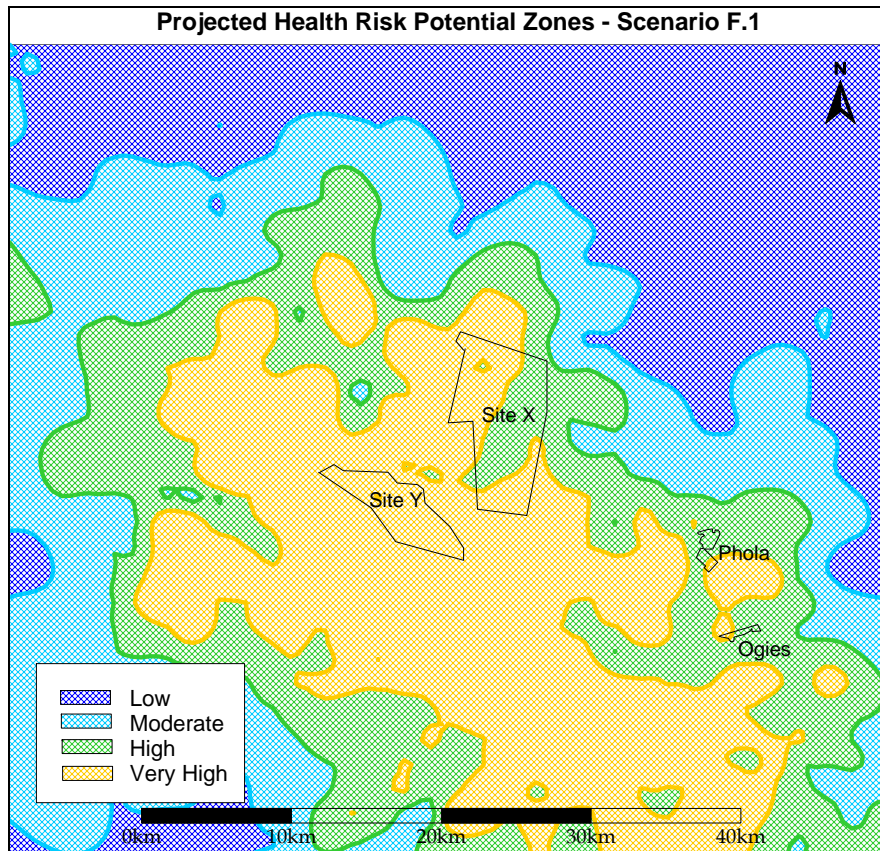 Projected Health Risk Potential Zones - Scenario F.1
N
Site X
Site Y
Phola
Ogies
Low
Moderate
High
Very High
0km 10km 20km 30km 40km